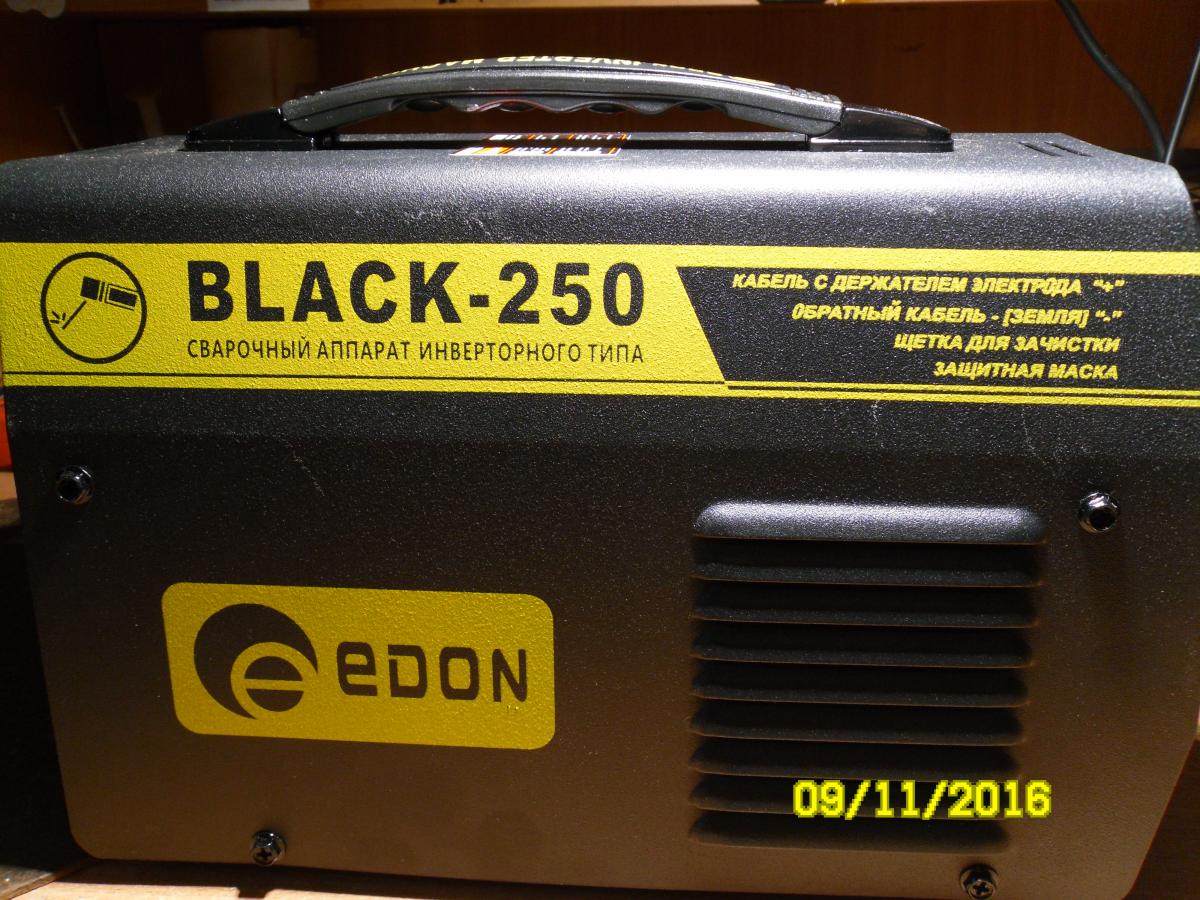 INVERTER
BLACK-250
СВАРОЧНЫЙ АППАРАТ ИНВЕРТОРНОГО ТИПА
КАБЕЛЬ С ДЕРЖАТЕЛЕМ ЭЛЕКТРОДА "+"
ОБРАТНЫЙ КАБЕЛЬ - [ЗЕМЛЯ] "-"
ЩЕТКА ДЛЯ ЗАЧИСТКИ
ЗАЩИТНАЯ МАСКА
eDON
09/11/2016